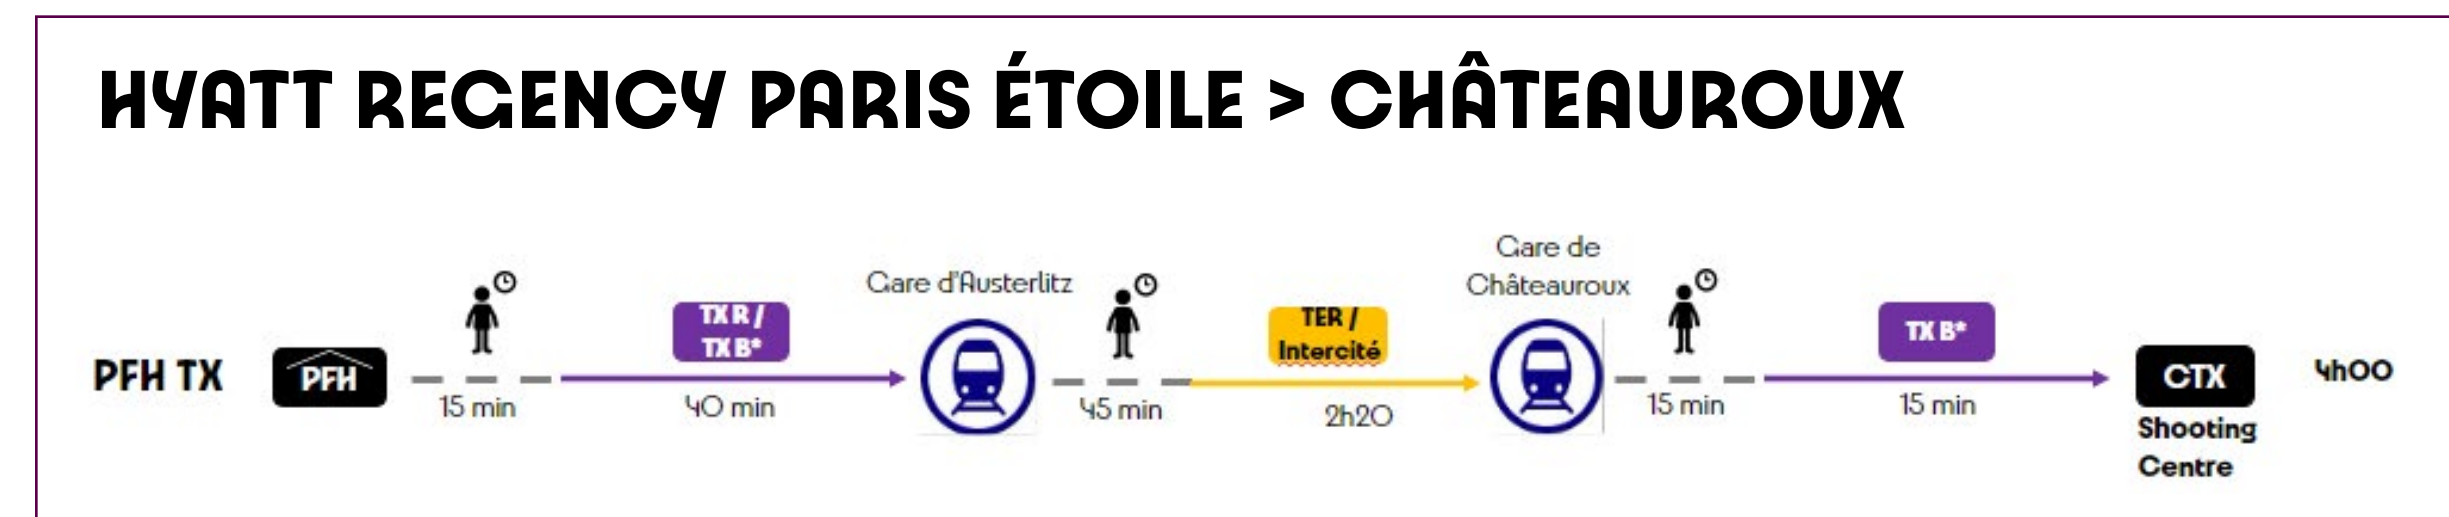 HYATT REGENCY PARIS ÉTOILE > CHÂTEAUROUX
Gare de
Châteauroux
Gare d'Austerlitz
TX R /
TX B*
TER /
Intercité
TX B*
PFH TX
PFH
CTX
4h00
15 min
40 min
45 min
2h20
15 min
15 min
Shooting
Centre